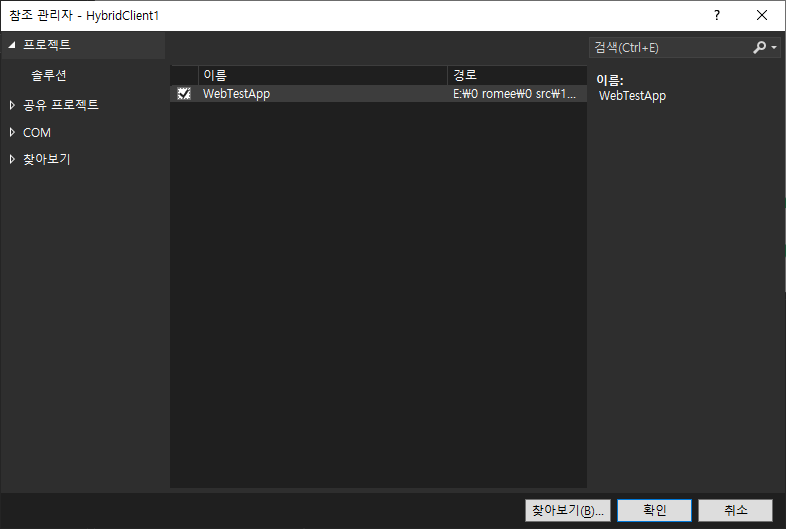 참조 관리자 - HybridClient1
?
프로젝트
솔루션
공유 프로젝트
COM
찾아보기
이름 경로
WebTestApp E:₩0 romee₩0 src₩1...
검색(Ctrl+E)
이름:
WebTestApp
찾아보기(B)... 확인 취소